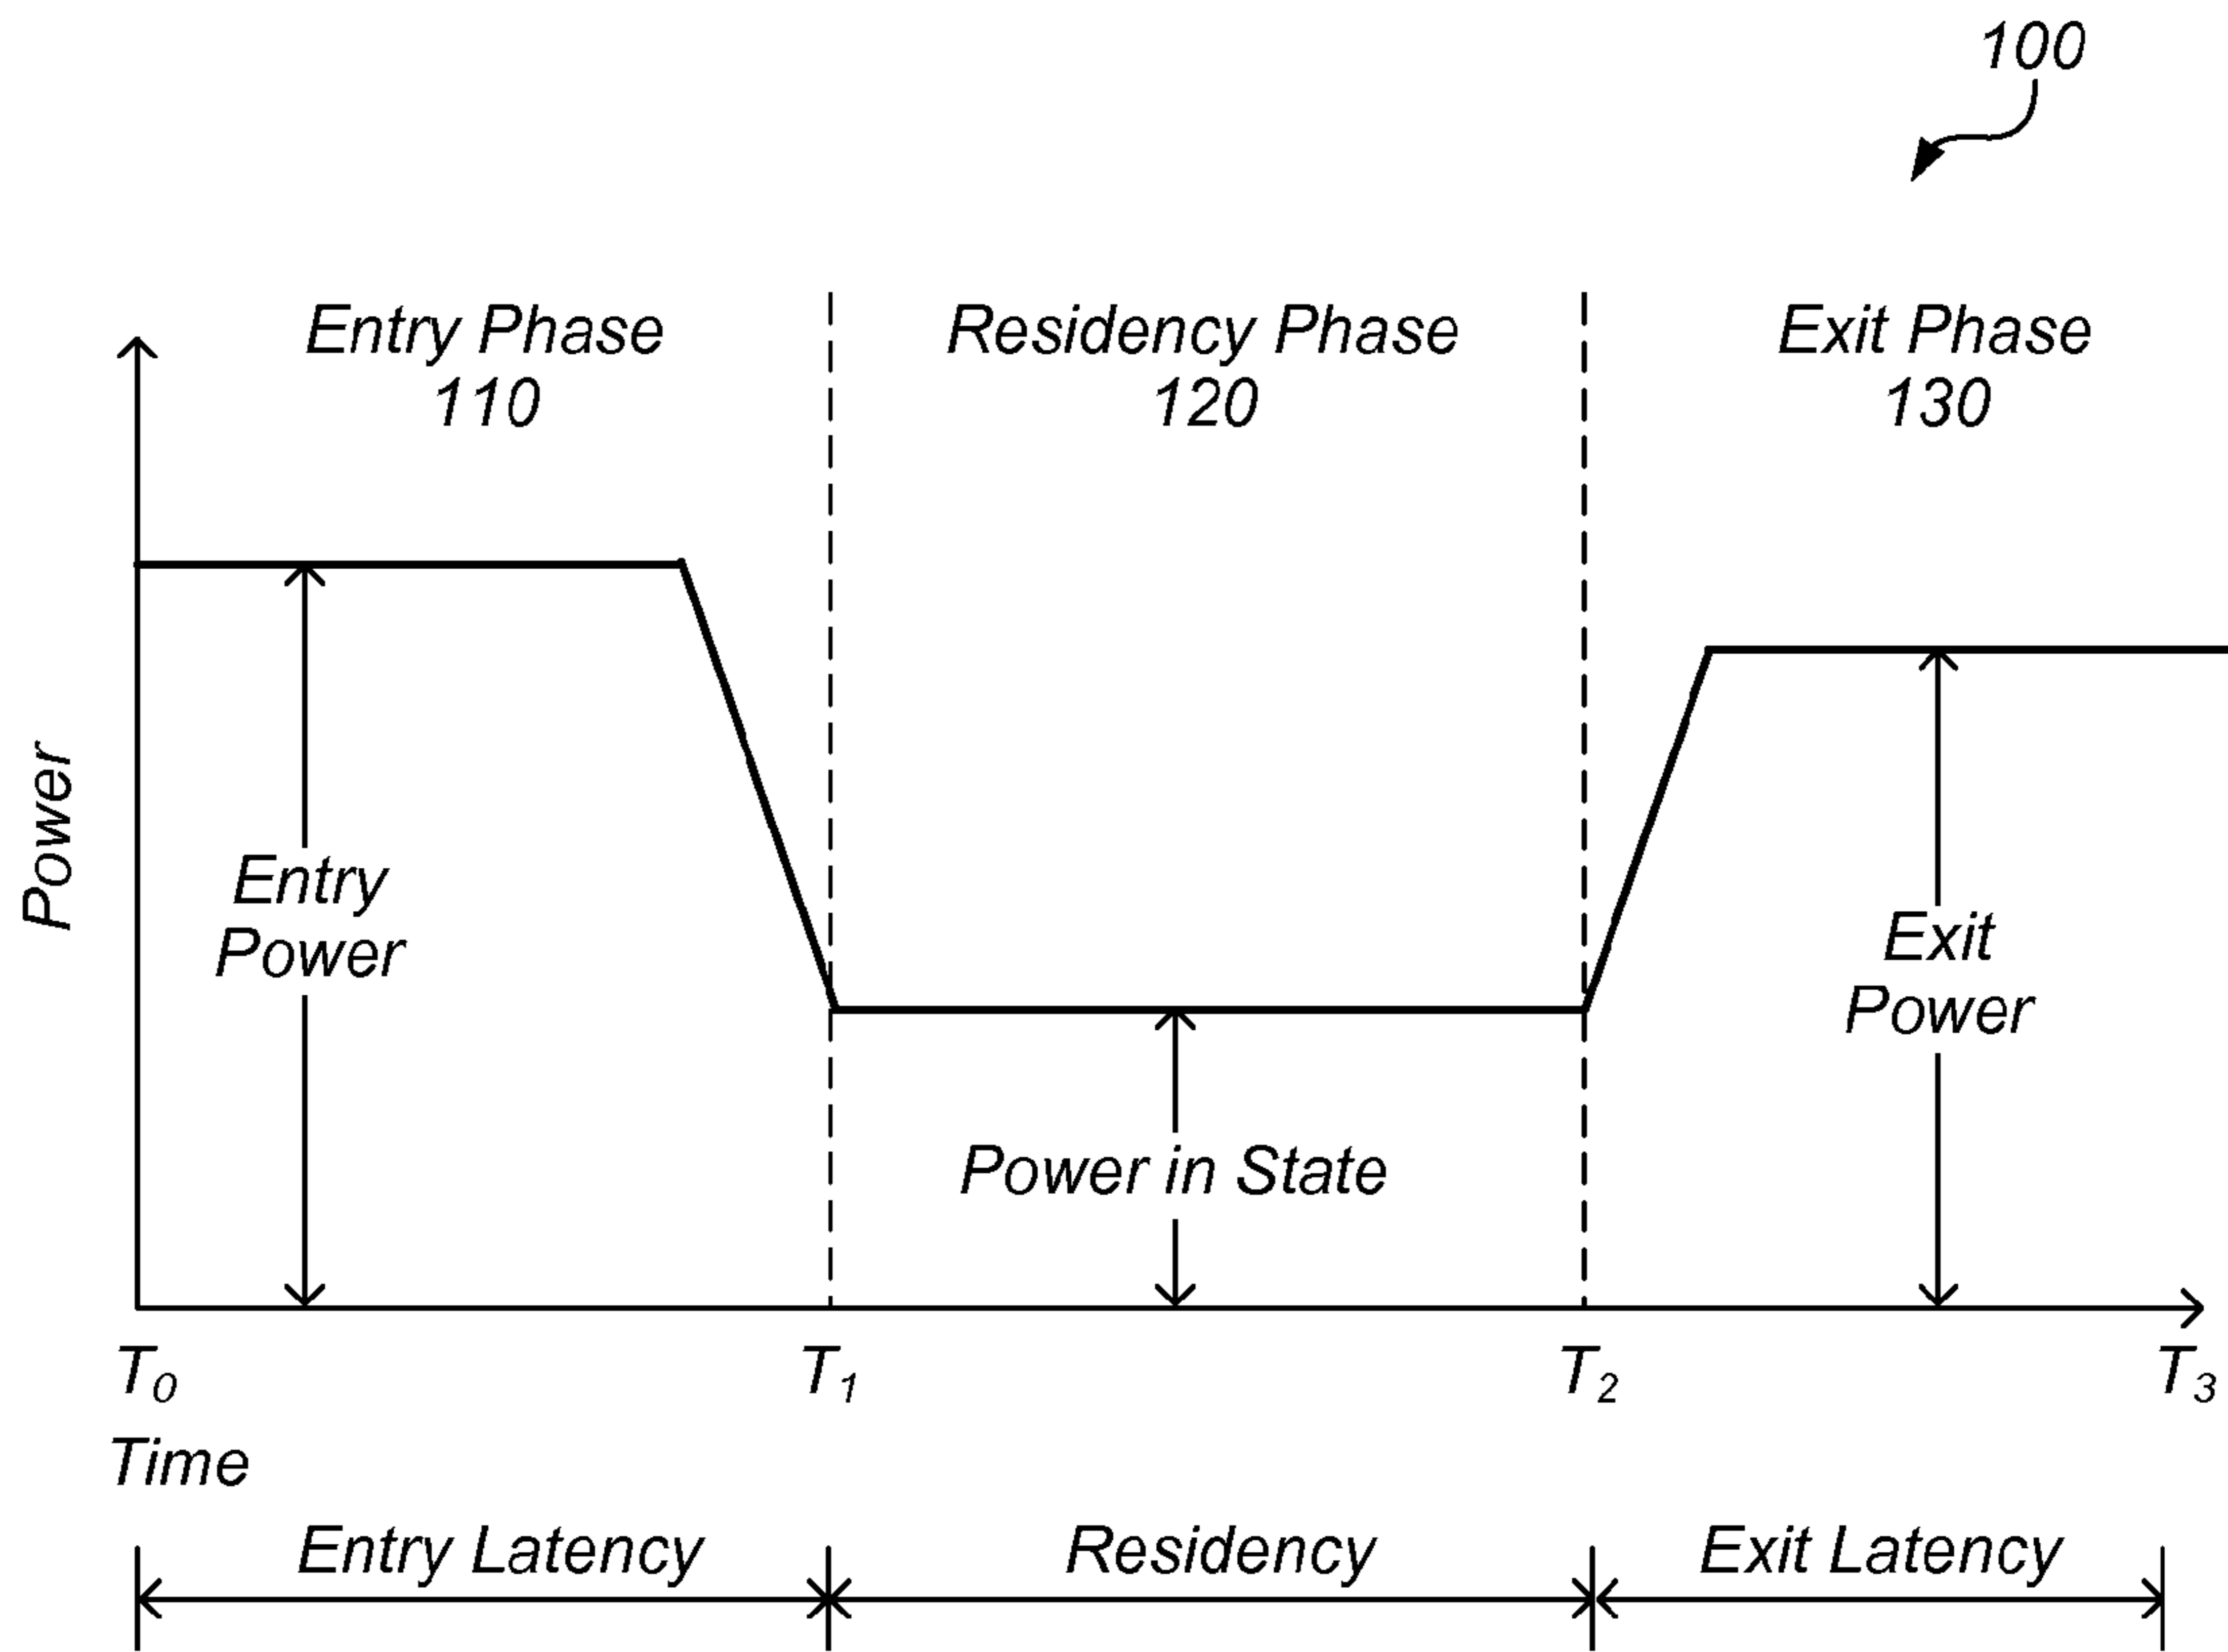 100
Entry Phase
110
Residency Phase
120
Exit Phase
130
Power
Entry
Power
Power in State
Exit
Power
T0
T1
T2
T3
Time
Entry Latency
Residency
Exit Latency